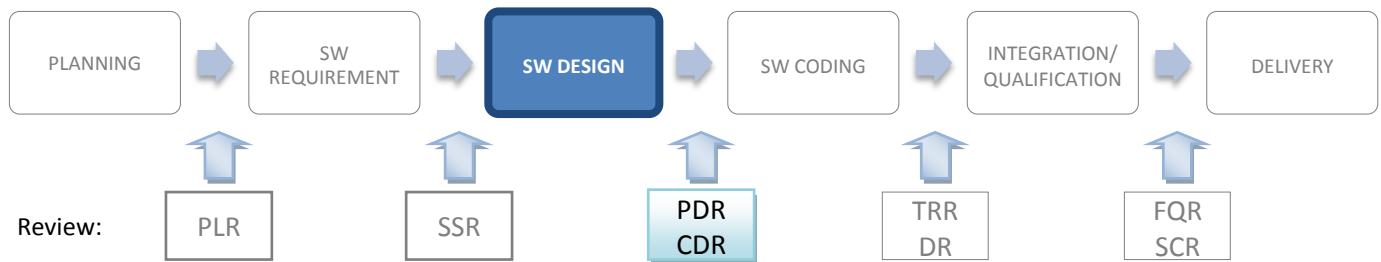 PLANNING
SW
REQUIREMENT
SW DESIGN
SW CODING
INTEGRATION/
QUALIFICATION
DELIVERY
Review:
PLR
SSR
PDR
CDR
TRR
DR
FQR
SCR